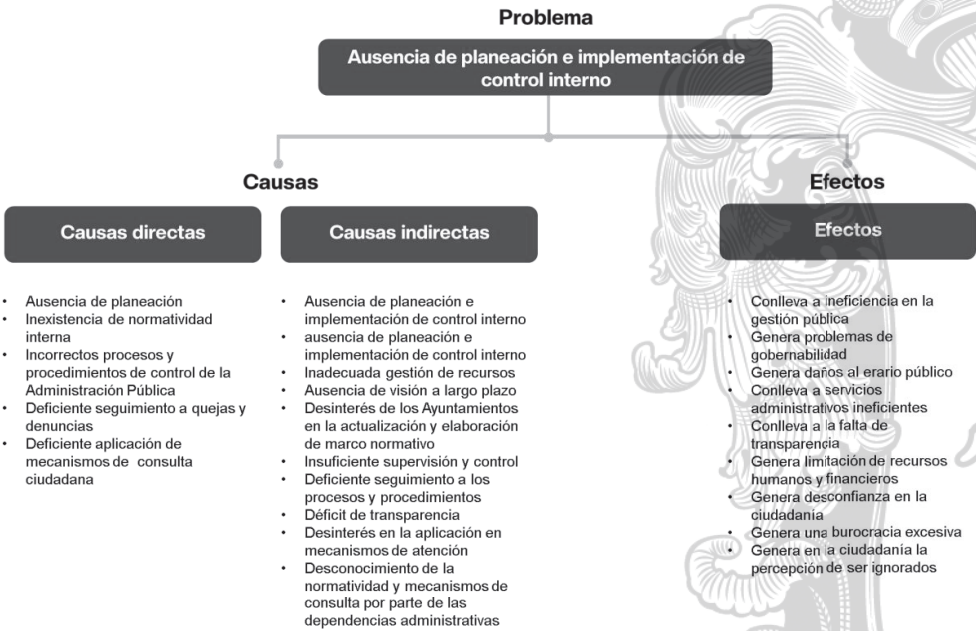 Problema
Ausencia de planeación e implementación de
control interno
Causas
Efectos
Causas directas
Causas indirectas
Efectos
• Ausencia de planeación
• Inexistencia de normatividad
interna
• Incorrectos procesos y
procedimientos de control de la
Administración Pública
• Deficiente seguimiento a quejas y
denuncias
• Deficiente aplicación de
mecanismos de consulta
ciudadana
• Ausencia de planeación e
implementación de control interno
• ausencia de planeación e
implementación de control interno
• Inadecuada gestión de recursos
• Ausencia de visión a largo plazo
• Desinterés de los Ayuntamientos
en la actualización y elaboración
de marco normativo
• Insuficiente supervisión y control
• Deficiente seguimiento a los
procesos y procedimientos
• Déficit de transparencia
• Desinterés en la aplicación en
mecanismos de atención
• Desconocimiento de la
normatividad y mecanismos de
consulta por parte de las
dependencias administrativas
• Conlleva a ineficiencia en la
gestión pública
• Genera problemas de
gobernabilidad
• Genera daños al erario público
• Conlleva a servicios
administrativos ineficientes
• Conlleva a la falta de
transparencia
• Genera limitación de recursos
humanos y financieros
• Genera desconfianza en la
ciudadanía
• Genera una burocracia excesiva
• Genera en la ciudadanía la
percepción de ser ignorados